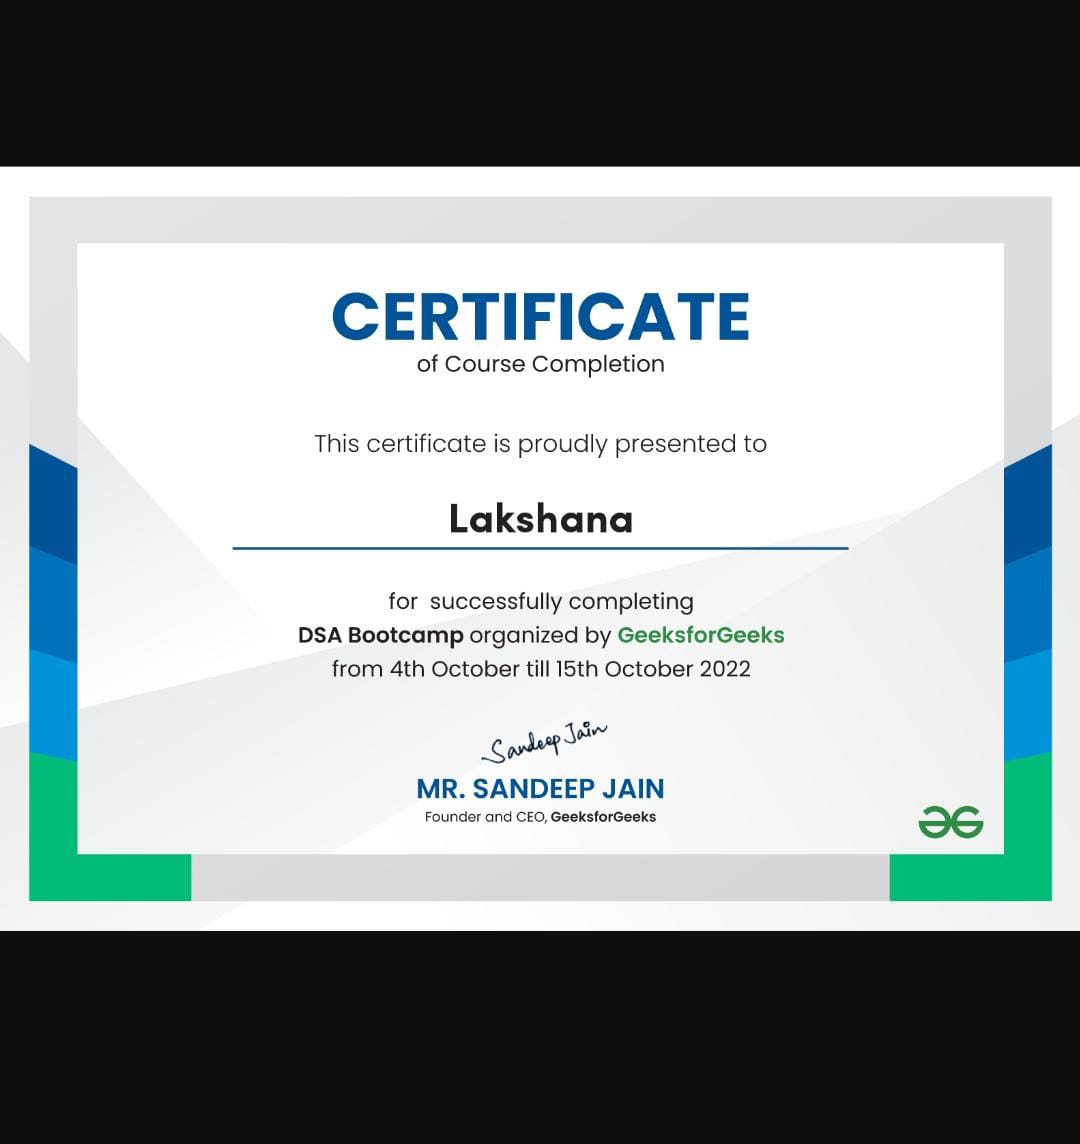 CERTIFICATE
of Course Completion
This certificate is proudly presented to
Lakshana
for successfully completing
DSA Bootcamp organized by GeeksforGeeks
from 4th October till 15th October 2022
Sandeep Jain
MR. SANDEEP JAIN
Founder and CEO, GeeksforGeeks